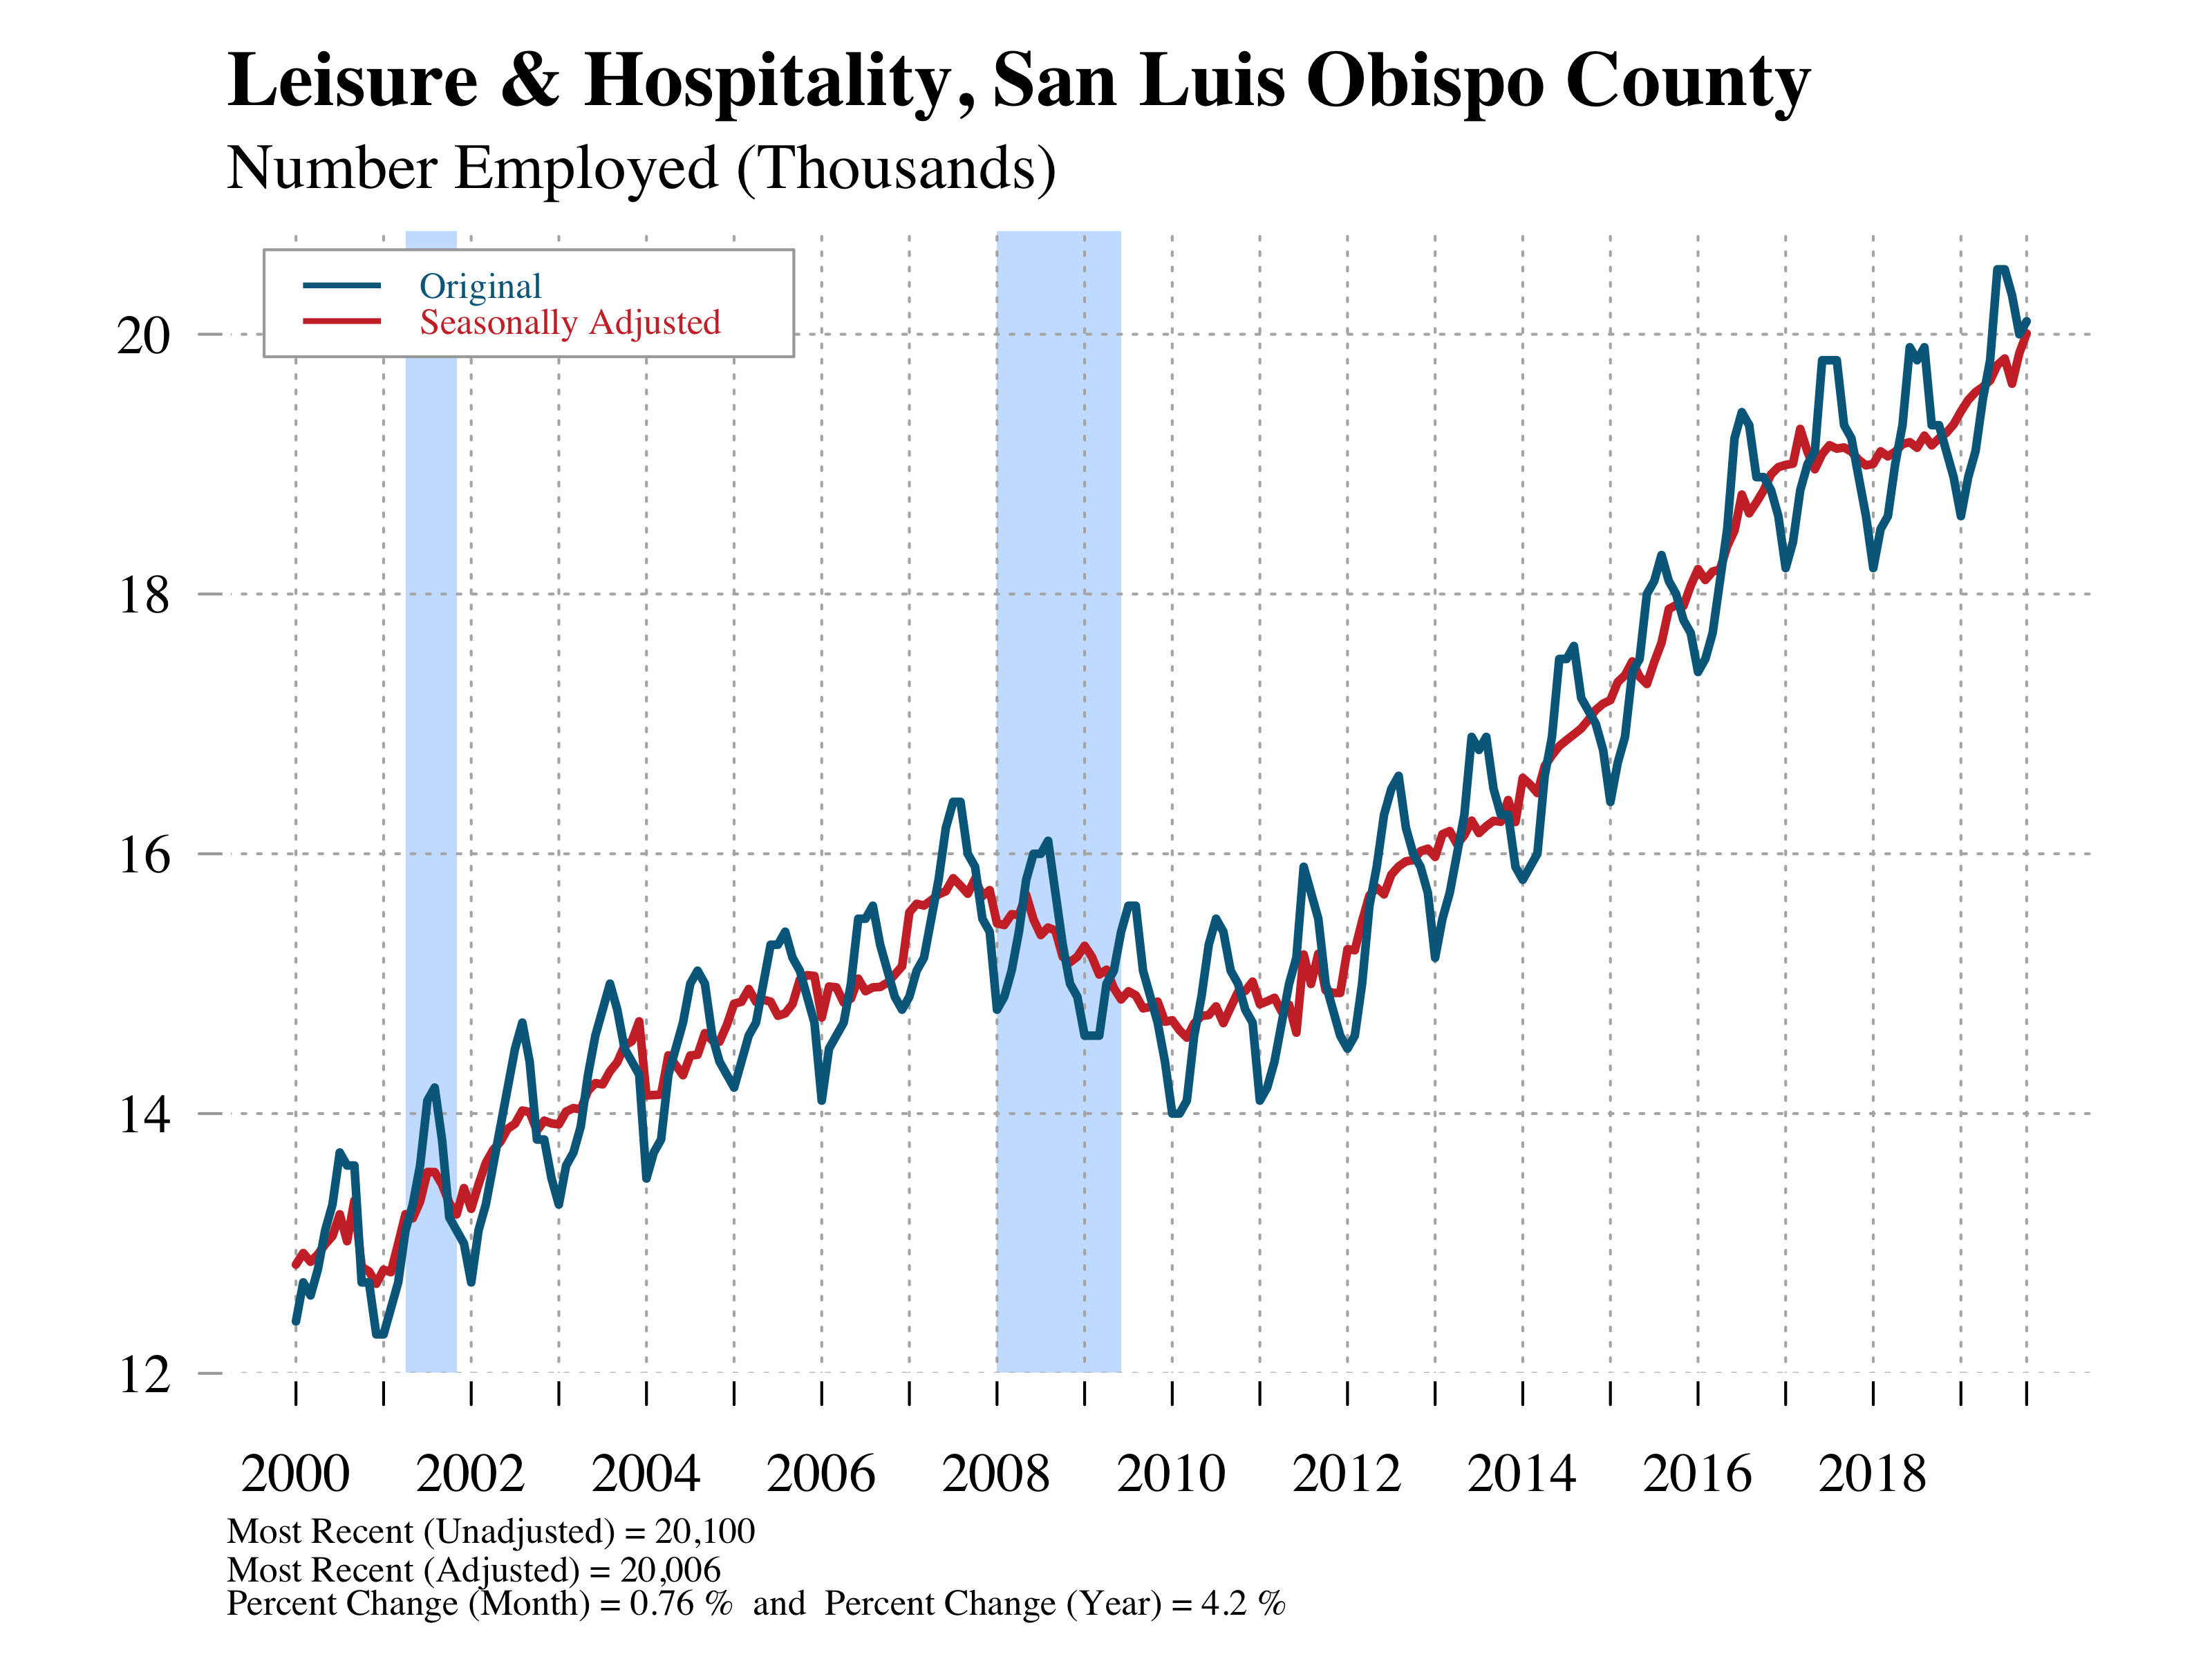 Leisure & Hospitality, San Luis Obispo County
Number Employed (Thousands)
Original
Seasonally Adjusted
20
18
16
14
12
2000 2002 2004 2006 2008 2010 2012 2014 2016 2018
Most Recent (Unadjusted) = 20,100
Most Recent (Adjusted) = 20,006
Percent Change (Month) = 0.76 % and Percent Change (Year) = 4.2 %